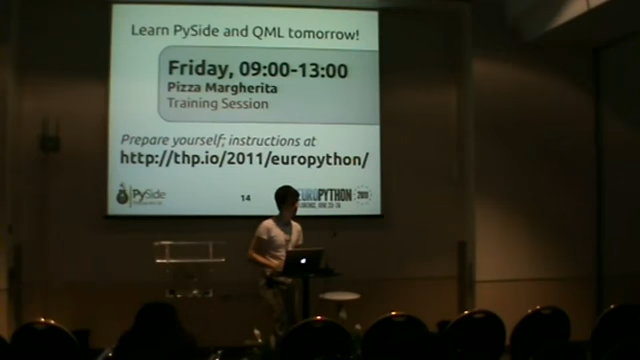 Learn PySide and QML tomorrow!
Friday, 09:00-13:00
Pizza Margherita
Training Session
Prepare yourself; instructions at
http://thp.io/2011/europython/
PySide
14
EUROPYTHON